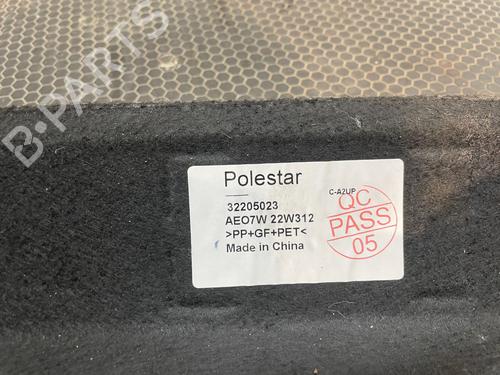 B-PARTS
Polestar
C-A2UP
32205023
AEO7W 22W312
>PP+GF+PET<
Made in China
QC
PASS
05